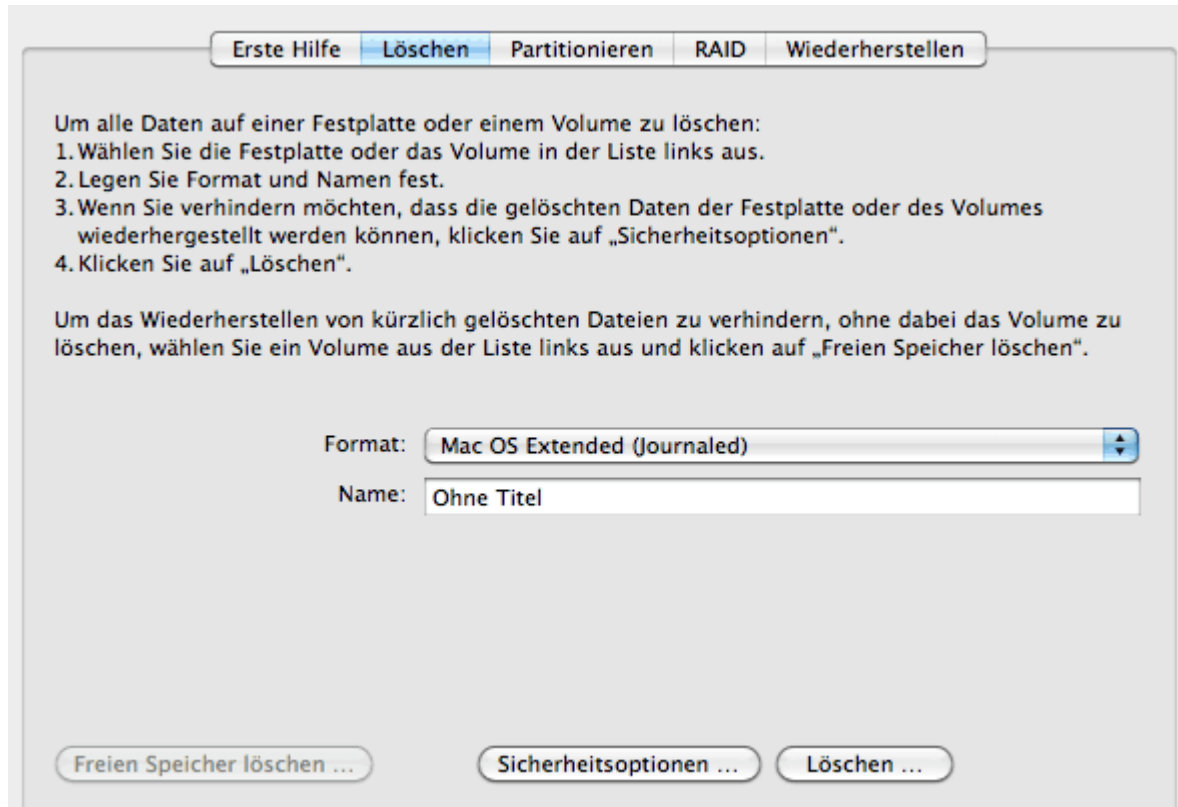 Erste Hilfe Löschen Partitionieren RAID Wiederherstellen
Um alle Daten auf einer Festplatte oder einem Volume zu löschen:
1. Wählen Sie die Festplatte oder das Volume in der Liste links aus.
2. Legen Sie Format und Namen fest.
3. Wenn Sie verhindern möchten, dass die gelöschten Daten der Festplatte oder des Volumes
wiederhergestellt werden können, klicken Sie auf „Sicherheitsoptionen“.
4. Klicken Sie auf „Löschen“.
Um das Wiederherstellen von kürzlich gelöschten Dateien zu verhindern, ohne dabei das Volume zu
löschen, wählen Sie ein Volume aus der Liste links aus und klicken auf „Freien Speicher löschen“.
Format: Mac OS Extended (Journaled)
Name: Ohne Titel
Freien Speicher löschen ... Sicherheitsoptionen ... Löschen ...